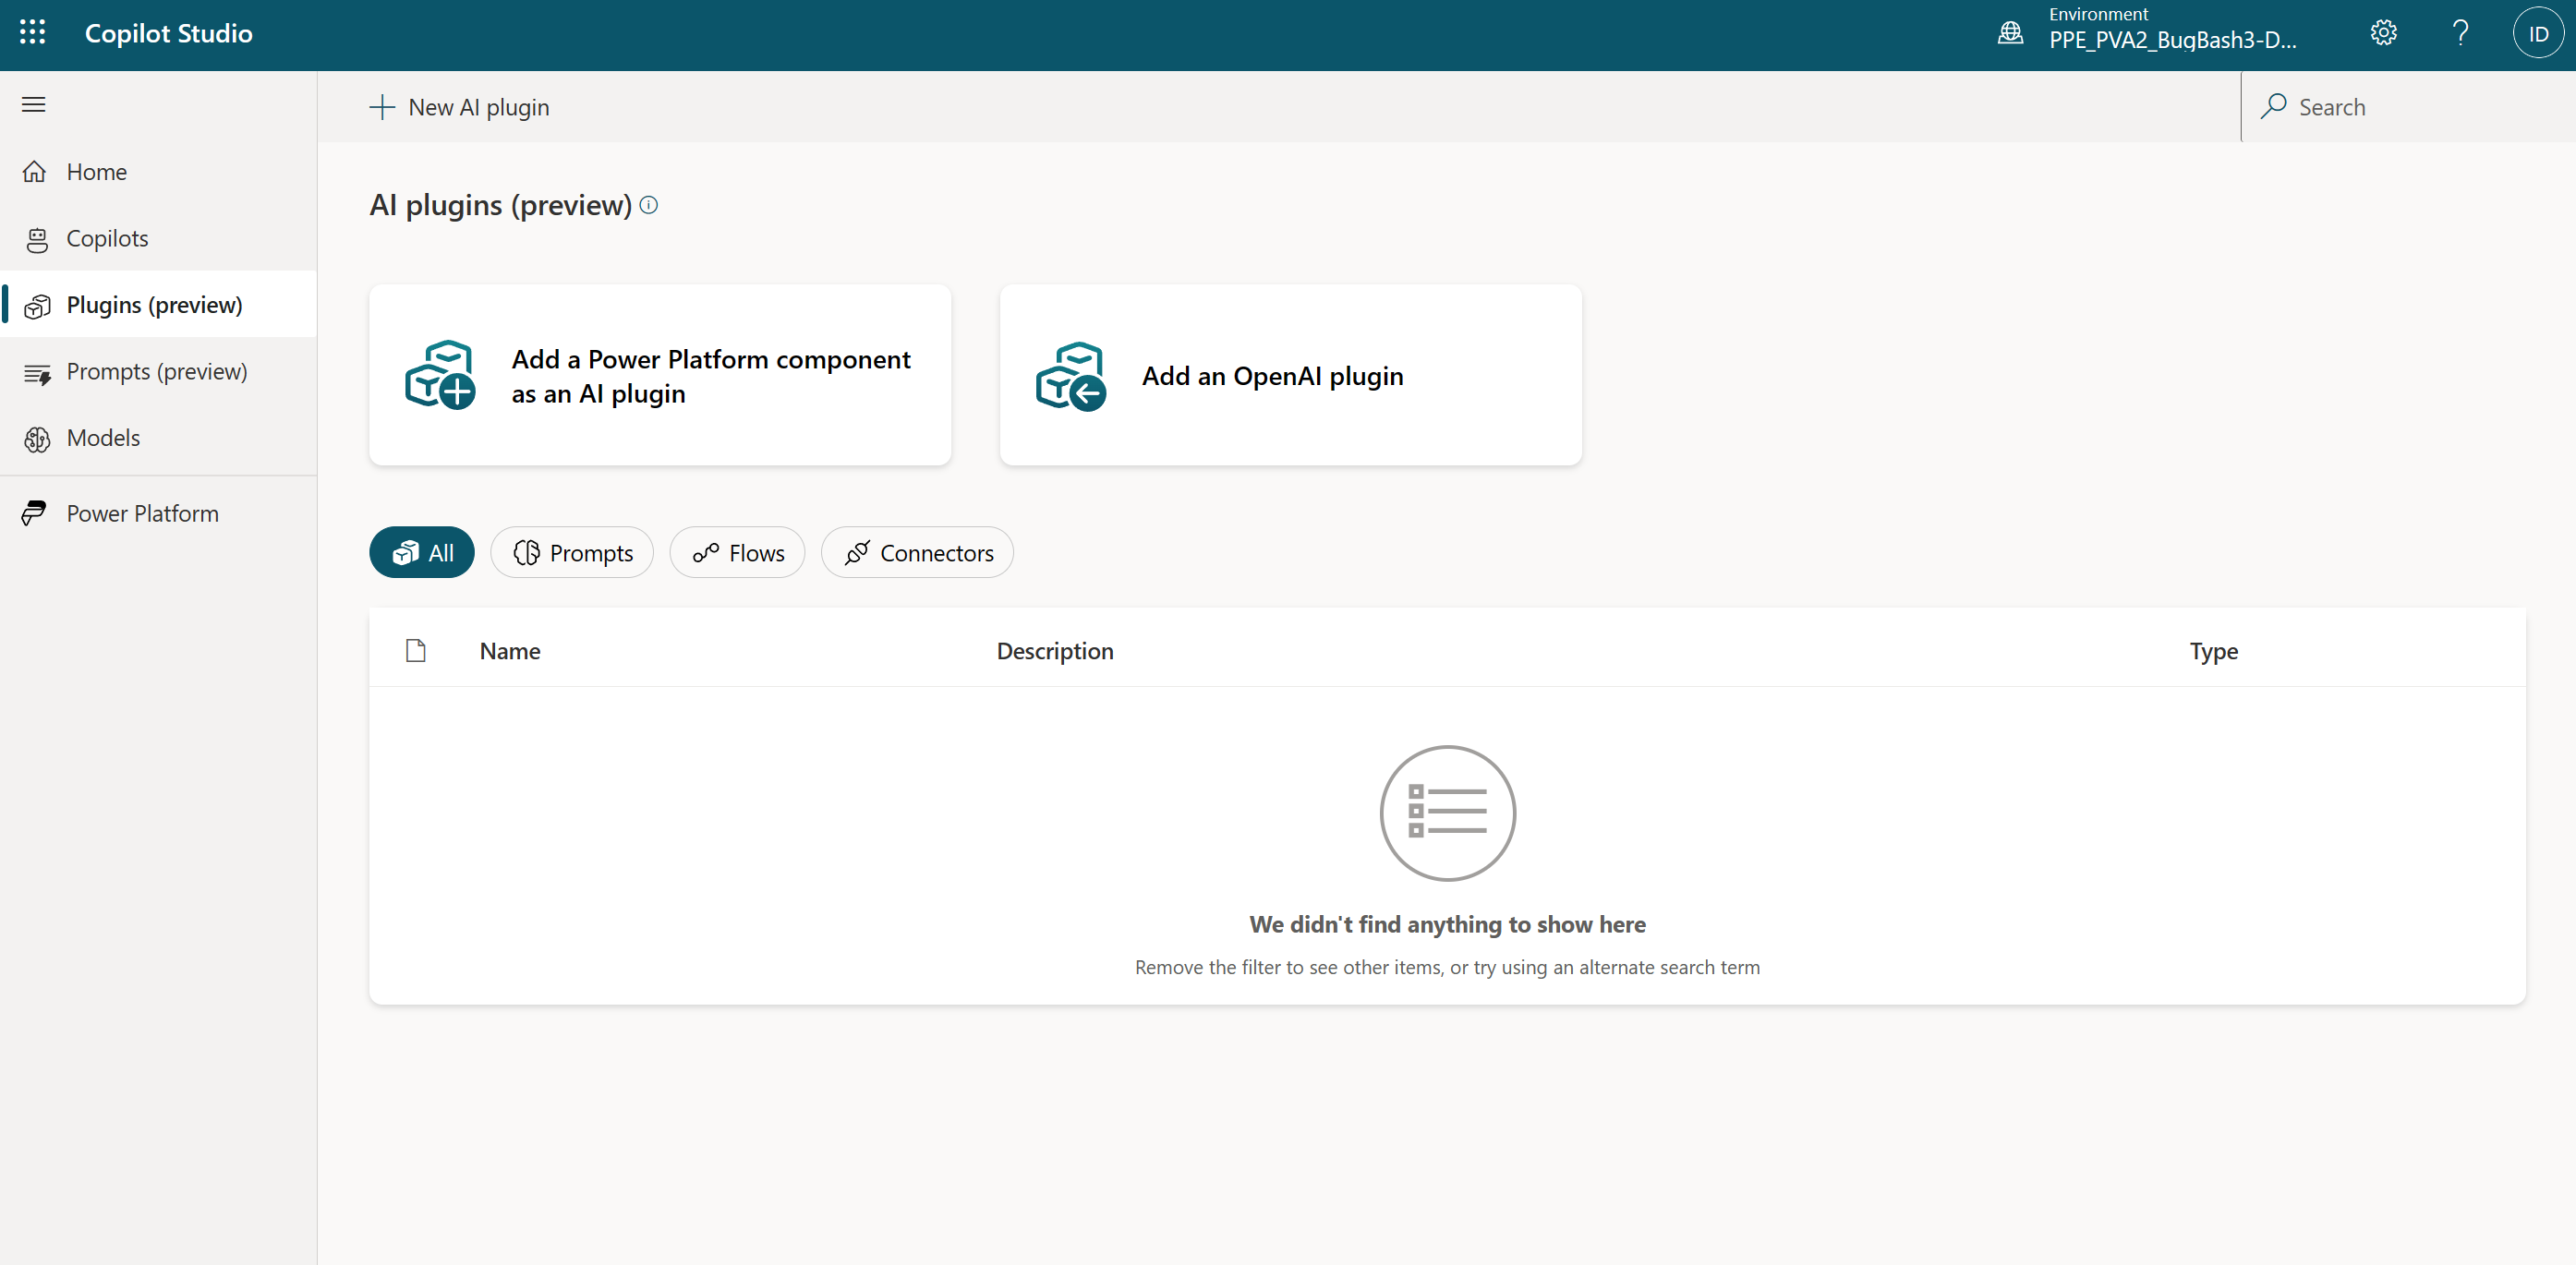 Copilot Studio
Environment
PPE_PVA2_BugBash3-D...
ID
New AI plugin
Search
Home
Copilots
Plugins (preview)
Prompts (preview)
Models
Power Platform
AI plugins (preview)
Add a Power Platform component
as an AI plugin
Add an OpenAI plugin
All
Prompts
Flows
Connectors
Name
Description
Type
We didn't find anything to show here
Remove the filter to see other items, or try using an alternate search term